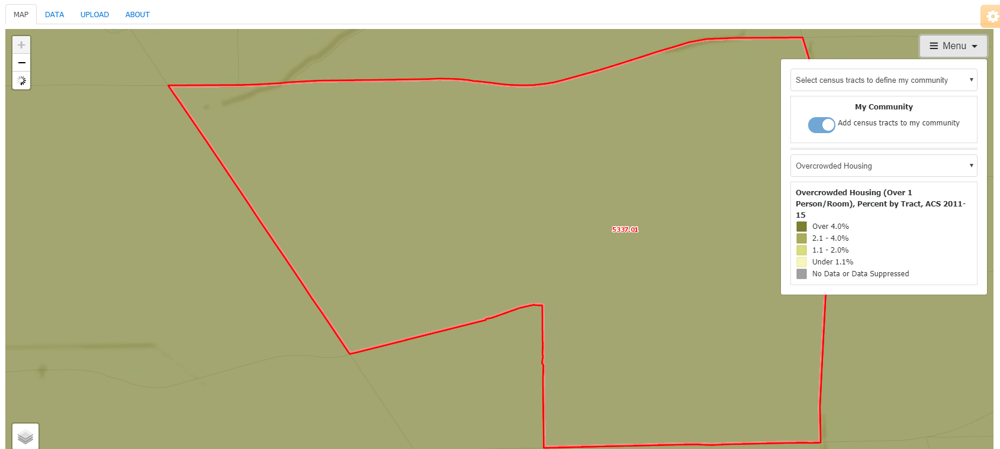 MAP DATA UPLOAD ABOUT
+
−
Menu
Select census tracts to define my community
My Community
Add census tracts to my community
Overcrowded Housing
Overcrowded Housing (Over 1
Person/Room), Percent by Tract, ACS 2011-
15
Over 4.0%
2.1 - 4.0%
1.1 - 2.0%
Under 1.1%
No Data or Data Suppressed
5337.01